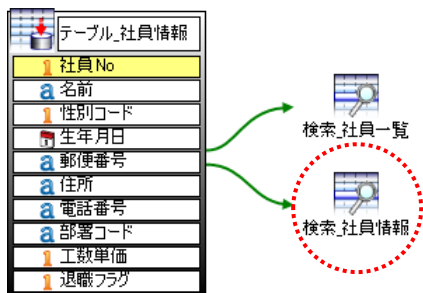 テーブル_社員情報
社員No
名前
性別コード
生年月日
郵便番号
住所
電話番号
部署コード
工数単価
退職フラグ
検索_社員一覧
検索_社員情報